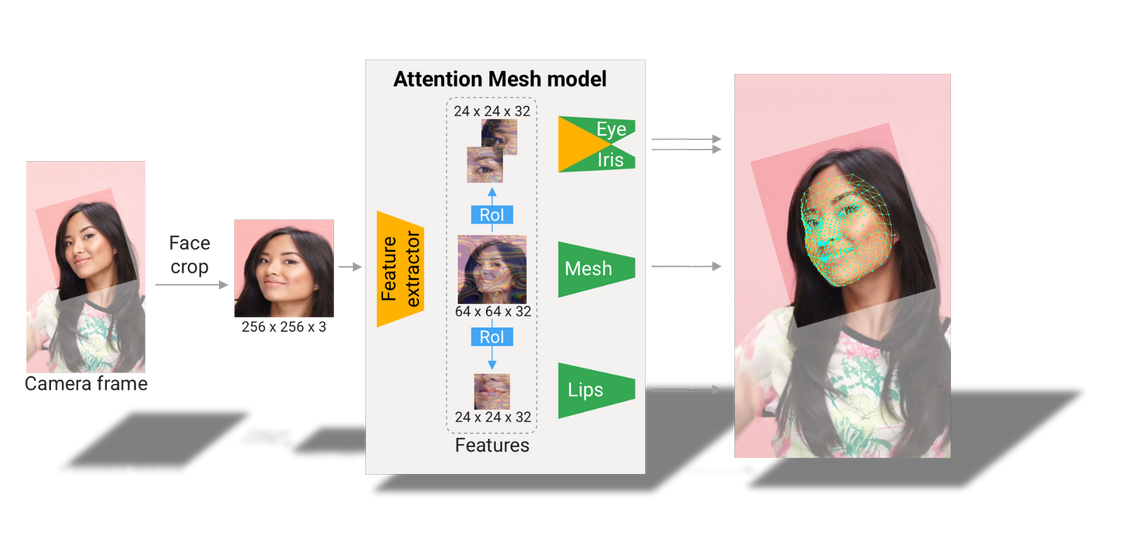 Attention Mesh model
24 x 24 x 32
Eye
Iris
RoI
Face
crop
Feature
extractor
Mesh
256 x 256 x 3
64 x 64 x 32
RoI
Camera frame
Lips
24 x 24 x 32
Features